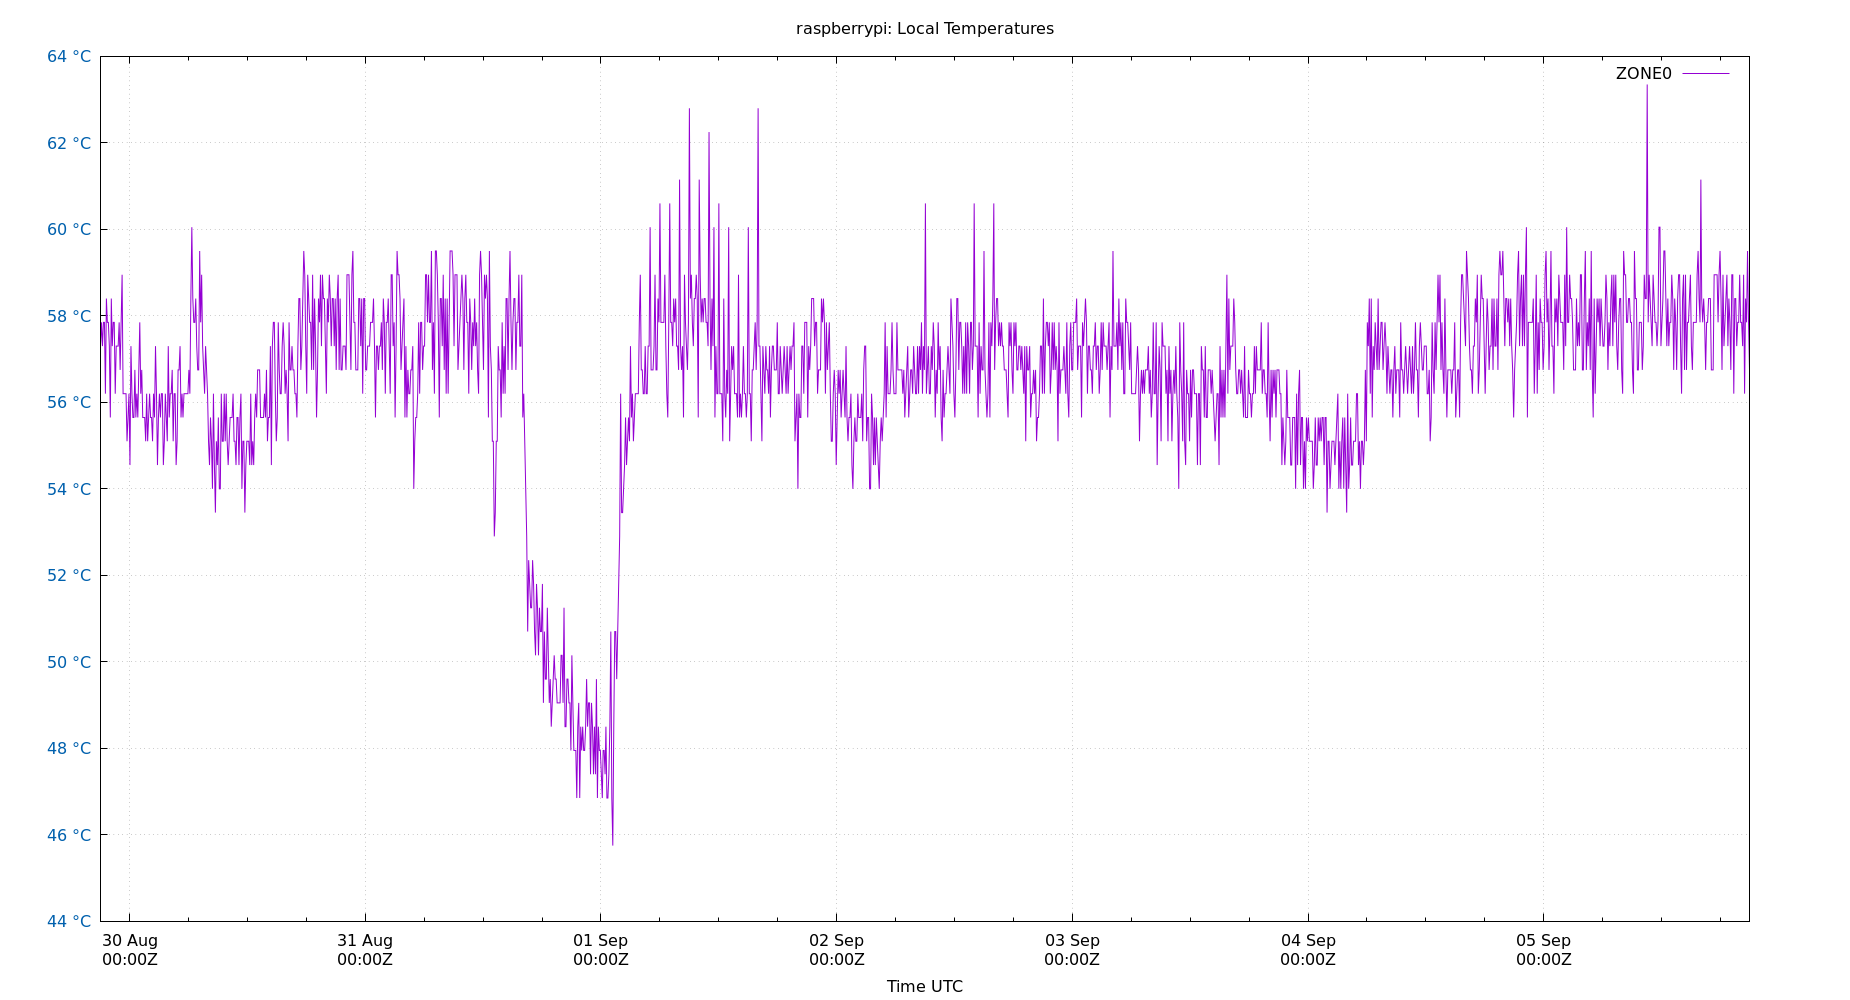 raspberrypi: Local Temperatures
64 °C
ZONE0
62 °C
60 °C
58 °C
56 °C
54 °C
52 °C
50 °C
48 °C
46 °C
44 °C
30 Aug 31 Aug 01 Sep 02 Sep 03 Sep 04 Sep 05 Sep
00:00Z 00:00Z 00:00Z 00:00Z 00:00Z 00:00Z 00:00Z
Time UTC